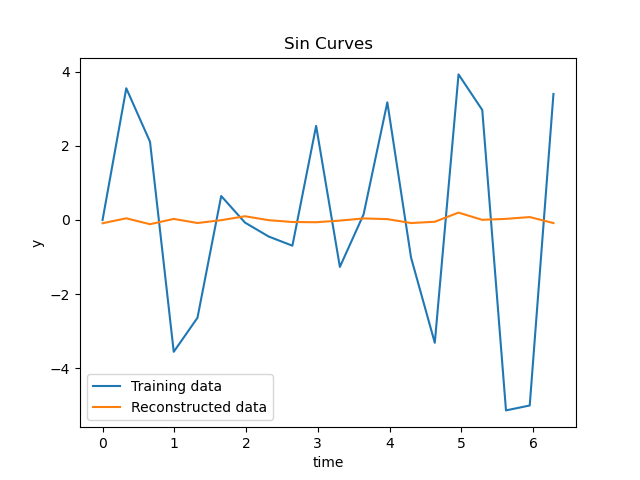 Sin Curves
4
2
0
−2
−4
y
Training data
Reconstructed data
0 1 2 3 4 5 6
time